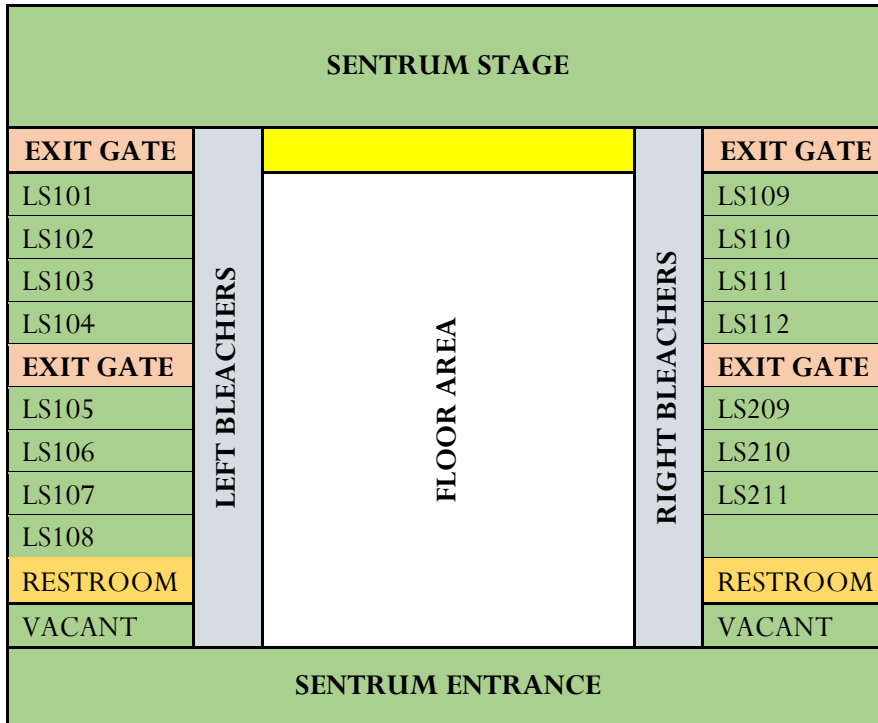 SENTRUM STAGE
EXIT GATE
LS101
LS102
LS103
LS104
EXIT GATE
LS105
LS106
LS107
LS108
RESTROOM
VACANT
LEFT BLEACHERS
FLOOR AREA
RIGHT BLEACHERS
EXIT GATE
LS109
LS110
LS111
LS112
EXIT GATE
LS209
LS210
LS211
RESTROOM
VACANT
SENTRUM ENTRANCE